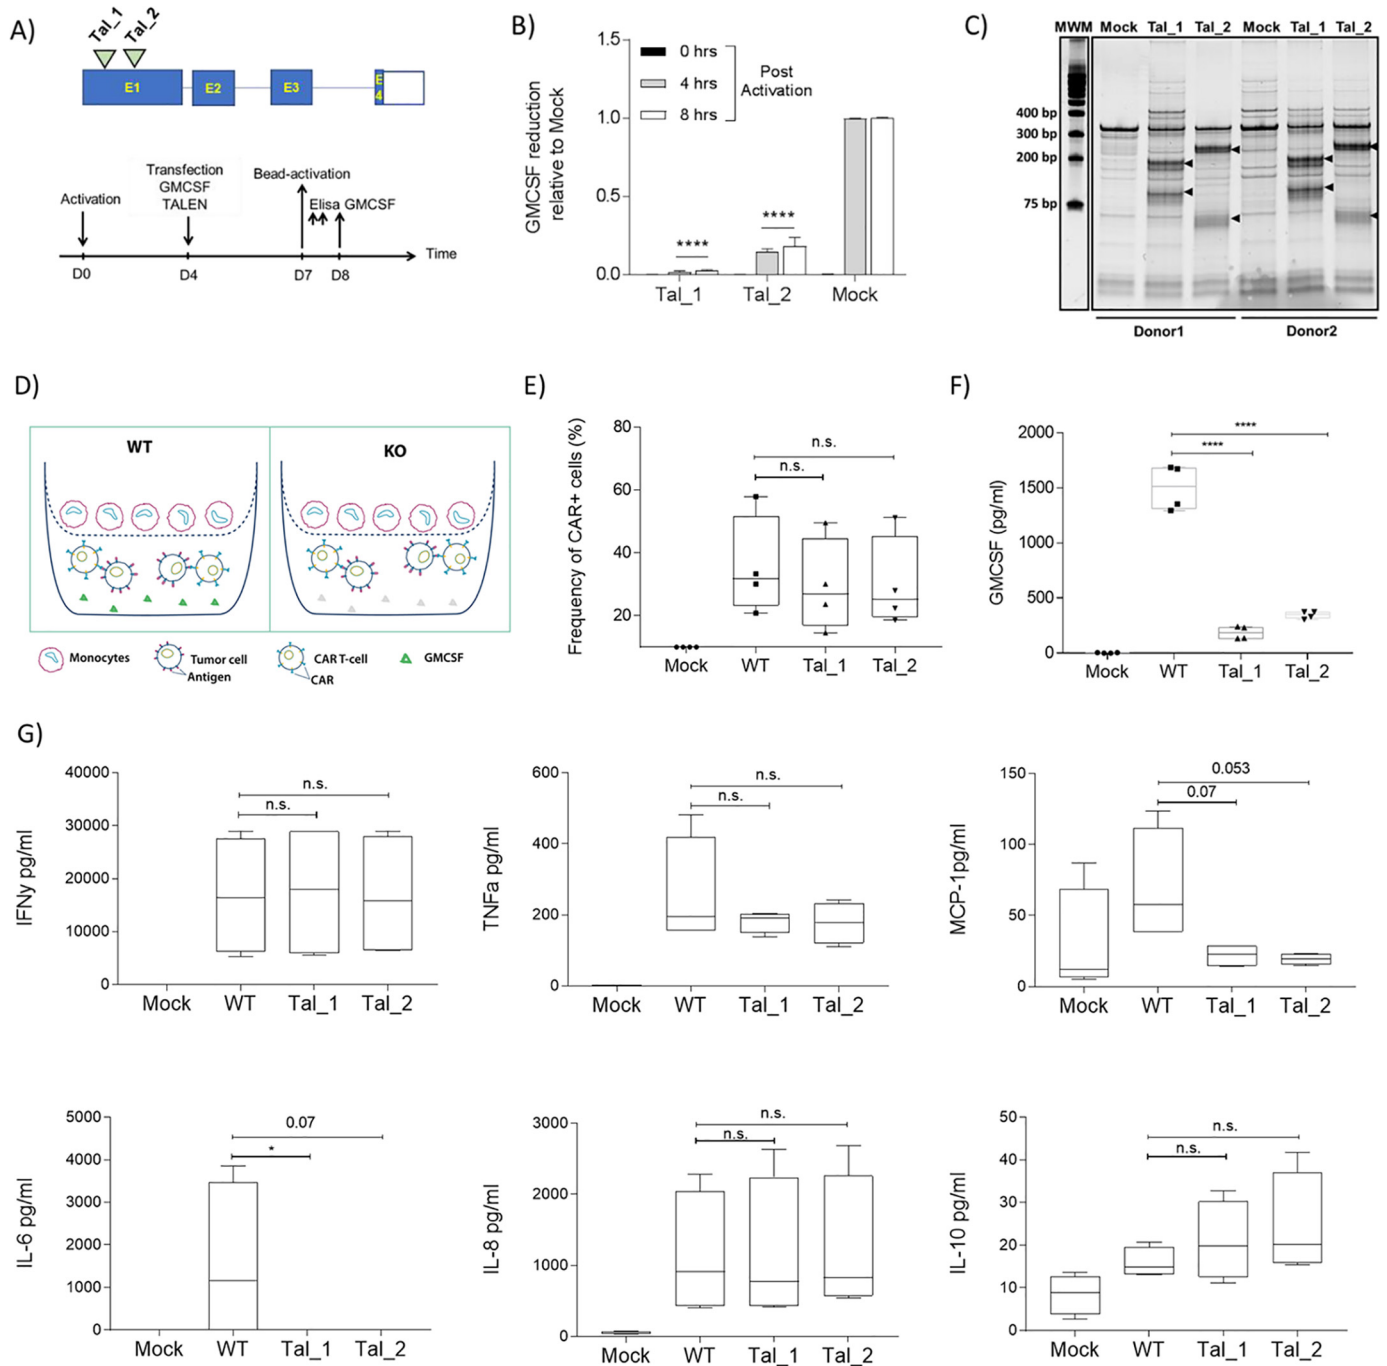 A)
Tal_1 Tal_2
E1 E2 E3 E
4
Transfection
GMCSF
TALEN
Activation
Bead-activation
Elisa GMCSF
Time
D0 D4 D7 D8
B)
GMCSF reduction
relative to Mock
1.5
1.0
0.5
0.0
0 hrs
4 hrs
8 hrs
Post
Activation
****
****
Tal_1 Tal_2 Mock
C)
MWM Mock Tal_1 Tal_2 Mock Tal_1 Tal_2
400 bp
300 bp
200 bp
75 bp
Donor1 Donor2
D)
WT KO
Monocytes
Tumor cell
Antigen
CAR T-cell
CAR
GMCSF
E)
Frequency of CAR+ cells (%)
80
60
40
20
n.s.
n.s.
Mock WT Tal_1 Tal_2
F)
GMCSF (pg/ml)
2000
1500
1000
500
0
****
****
Mock WT Tal_1 Tal_2
G)
IFNy pg/ml
40000
30000
20000
10000
0
n.s.
n.s.
Mock WT Tal_1 Tal_2
TNFa pg/ml
600
400
200
0
n.s.
n.s.
Mock WT Tal_1 Tal_2
MCP-1pg/ml
150
100
50
0
0.053
0.07
Mock WT Tal_1 Tal_2
IL-6 pg/ml
5000
4000
3000
2000
1000
0
0.07
*
Mock WT Tal_1 Tal_2
IL-8 pg/ml
3000
2000
1000
0
n.s.
n.s.
Mock WT Tal_1 Tal_2
IL-10 pg/ml
50
40
30
20
10
0
n.s.
n.s.
Mock WT Tal_1 Tal_2